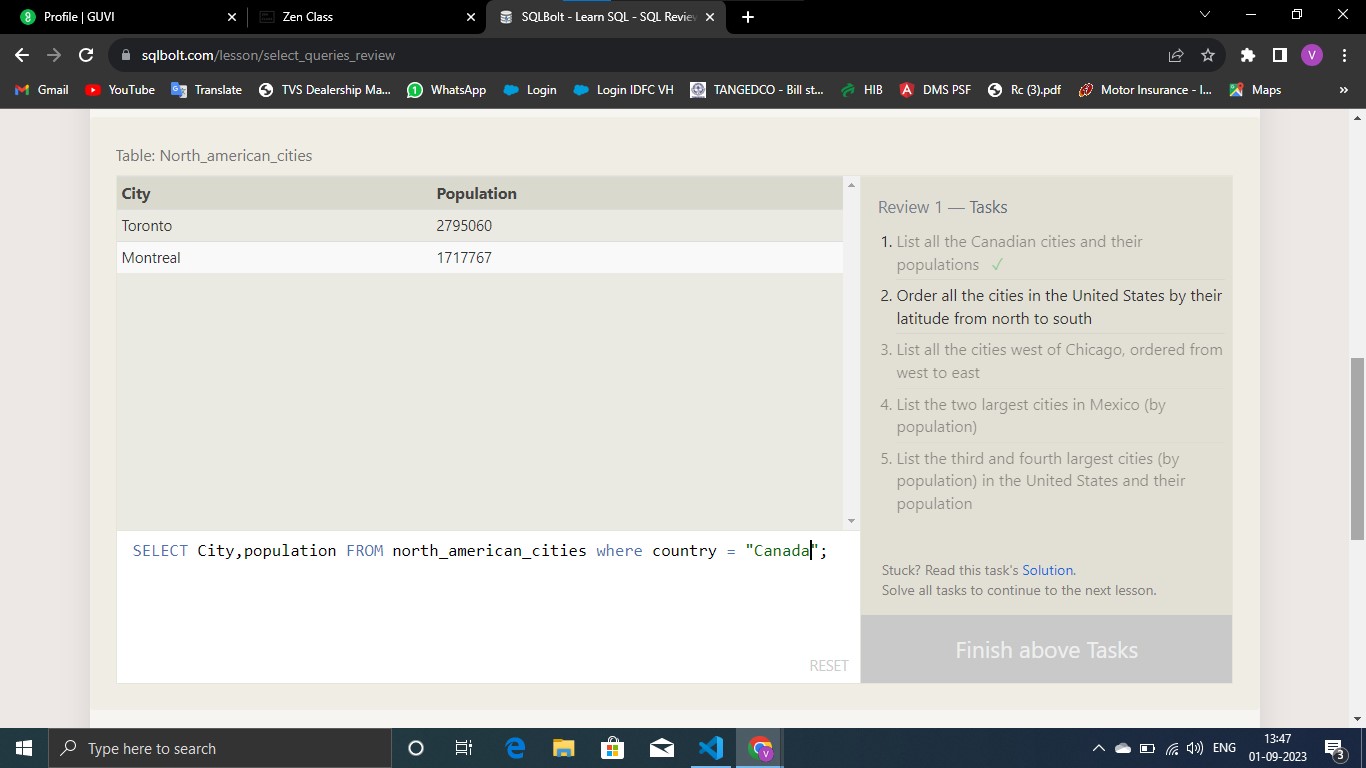 Profile | GUVI
Zen Class
SQLBolt - Learn SQL - SQL Review
sqlbolt.com/lesson/select_queries_review
V
Gmail
YouTube
Translate
TVS Dealership Ma...
WhatsApp
Login
Login IDFC VH
TANGEDCO - Bill st...
HIB
DMS PSF
Rc (3).pdf
Motor Insurance - I...
Maps
»
Table: North_american_cities
City Population
Toronto 2795060
Montreal 1717767
SELECT City,population FROM north_american_cities where country = "Canada";
RESET
Review 1 — Tasks
1. List all the Canadian cities and their
populations ✓
2. Order all the cities in the United States by their
latitude from north to south
3. List all the cities west of Chicago, ordered from
west to east
4. List the two largest cities in Mexico (by
population)
5. List the third and fourth largest cities (by
population) in the United States and their
population
Stuck? Read this task's Solution.
Solve all tasks to continue to the next lesson.
Finish above Tasks
Type here to search
ENG
13:47
01-09-2023
3